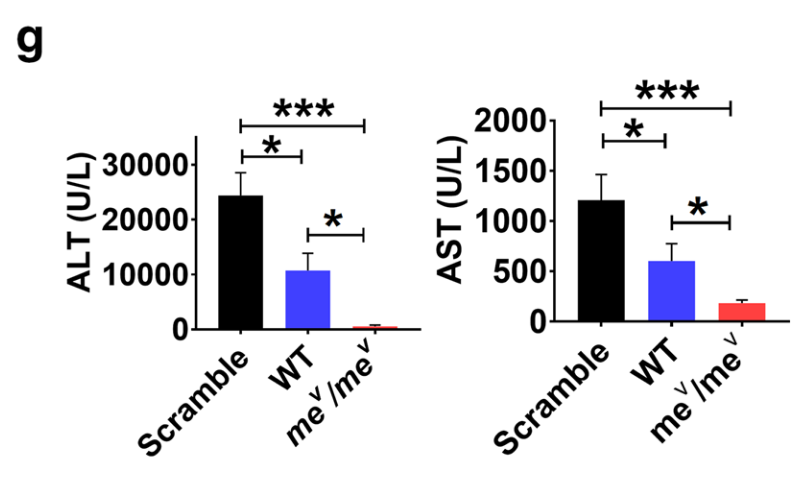 g
ALT (U/L)
30000
20000
10000
0
***
*
*
Scramble
WT
meᵛ/meᵛ
AST (U/L)
2000
1500
1000
500
0
***
*
*
Scramble
WT
meᵛ/meᵛ